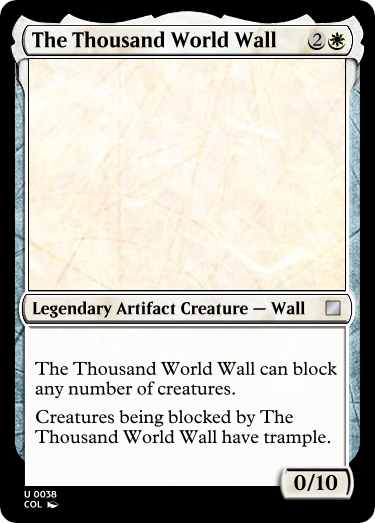 The Thousand World Wall 2
Legendary Artifact Creature — Wall
The Thousand World Wall can block
any number of creatures.
Creatures being blocked by The
Thousand World Wall have trample.
0/10
U 0038
COL